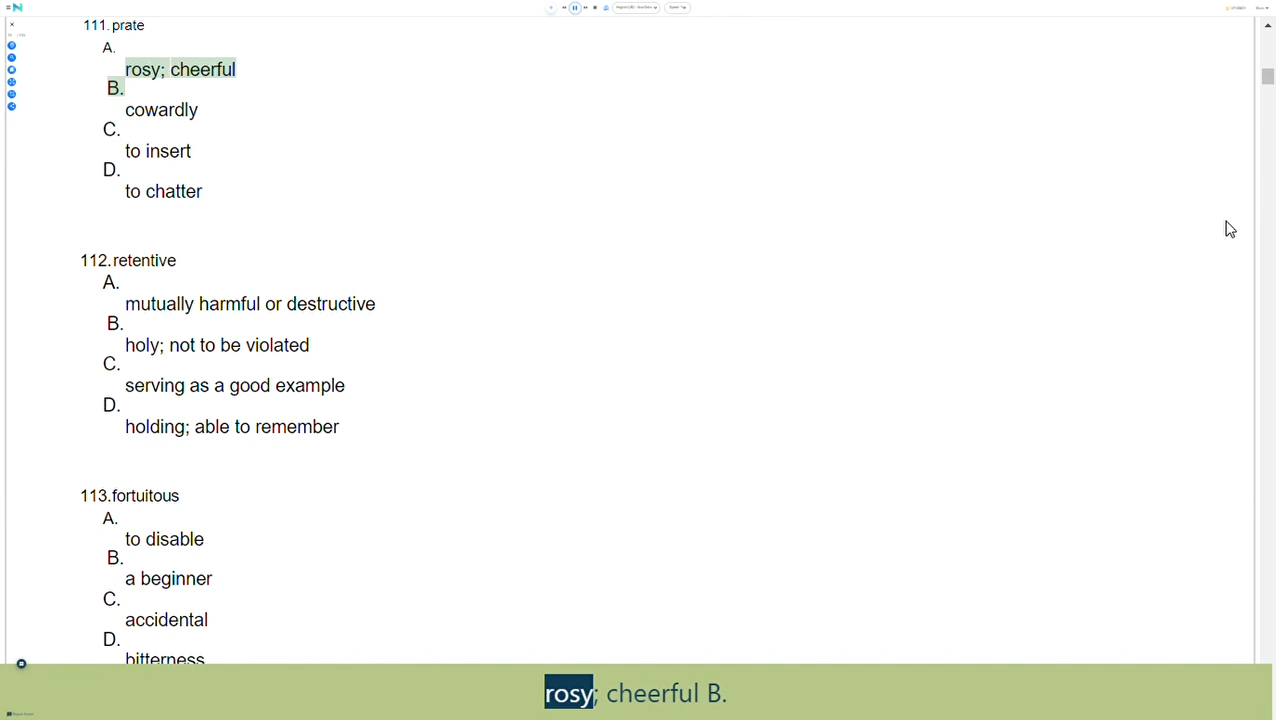 111. prate
A.
rosy; cheerful
B.
cowardly
C.
to insert
D.
to chatter
112. retentive
A.
mutually harmful or destructive
B.
holy; not to be violated
C.
serving as a good example
D.
holding; able to remember
113. fortuitous
A.
to disable
B.
a beginner
C.
accidental
D.
bitterness
rosy; cheerful B.